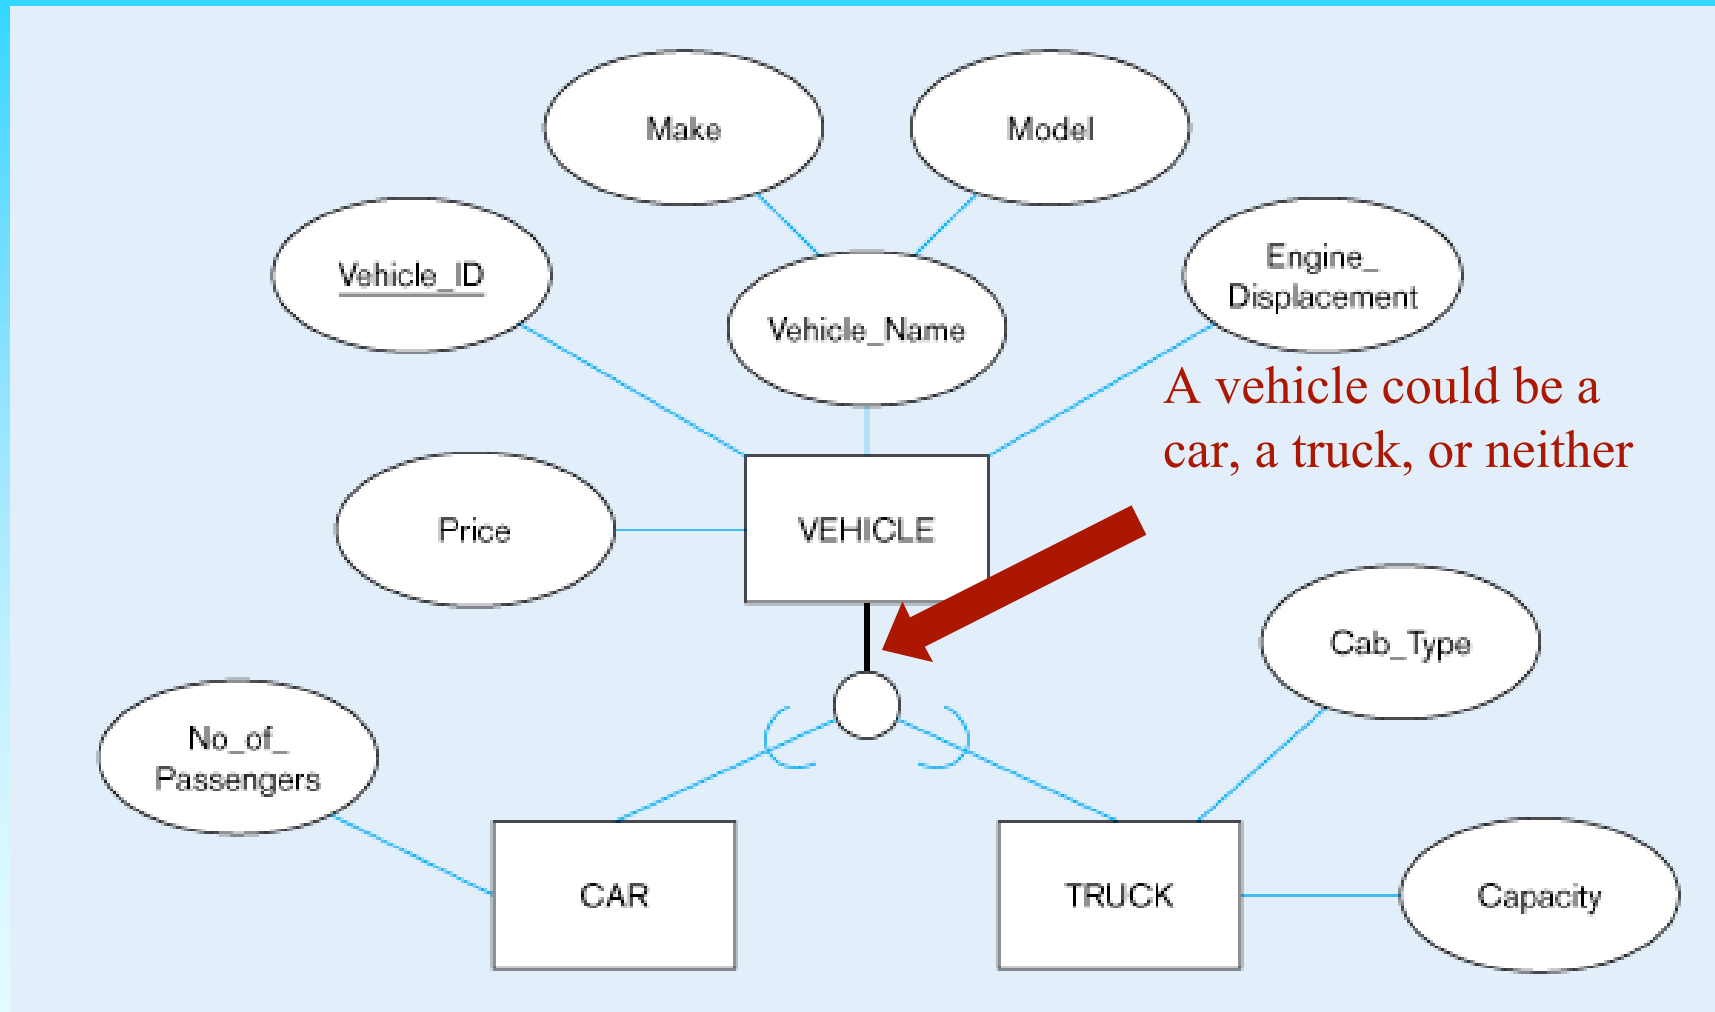 Make
Model
Vehicle_ID
Engine_
Displacement
Vehicle_Name
A vehicle could be a
car, a truck, or neither
Price
VEHICLE
Cab_Type
No_of_
Passengers
CAR
TRUCK
Capacity